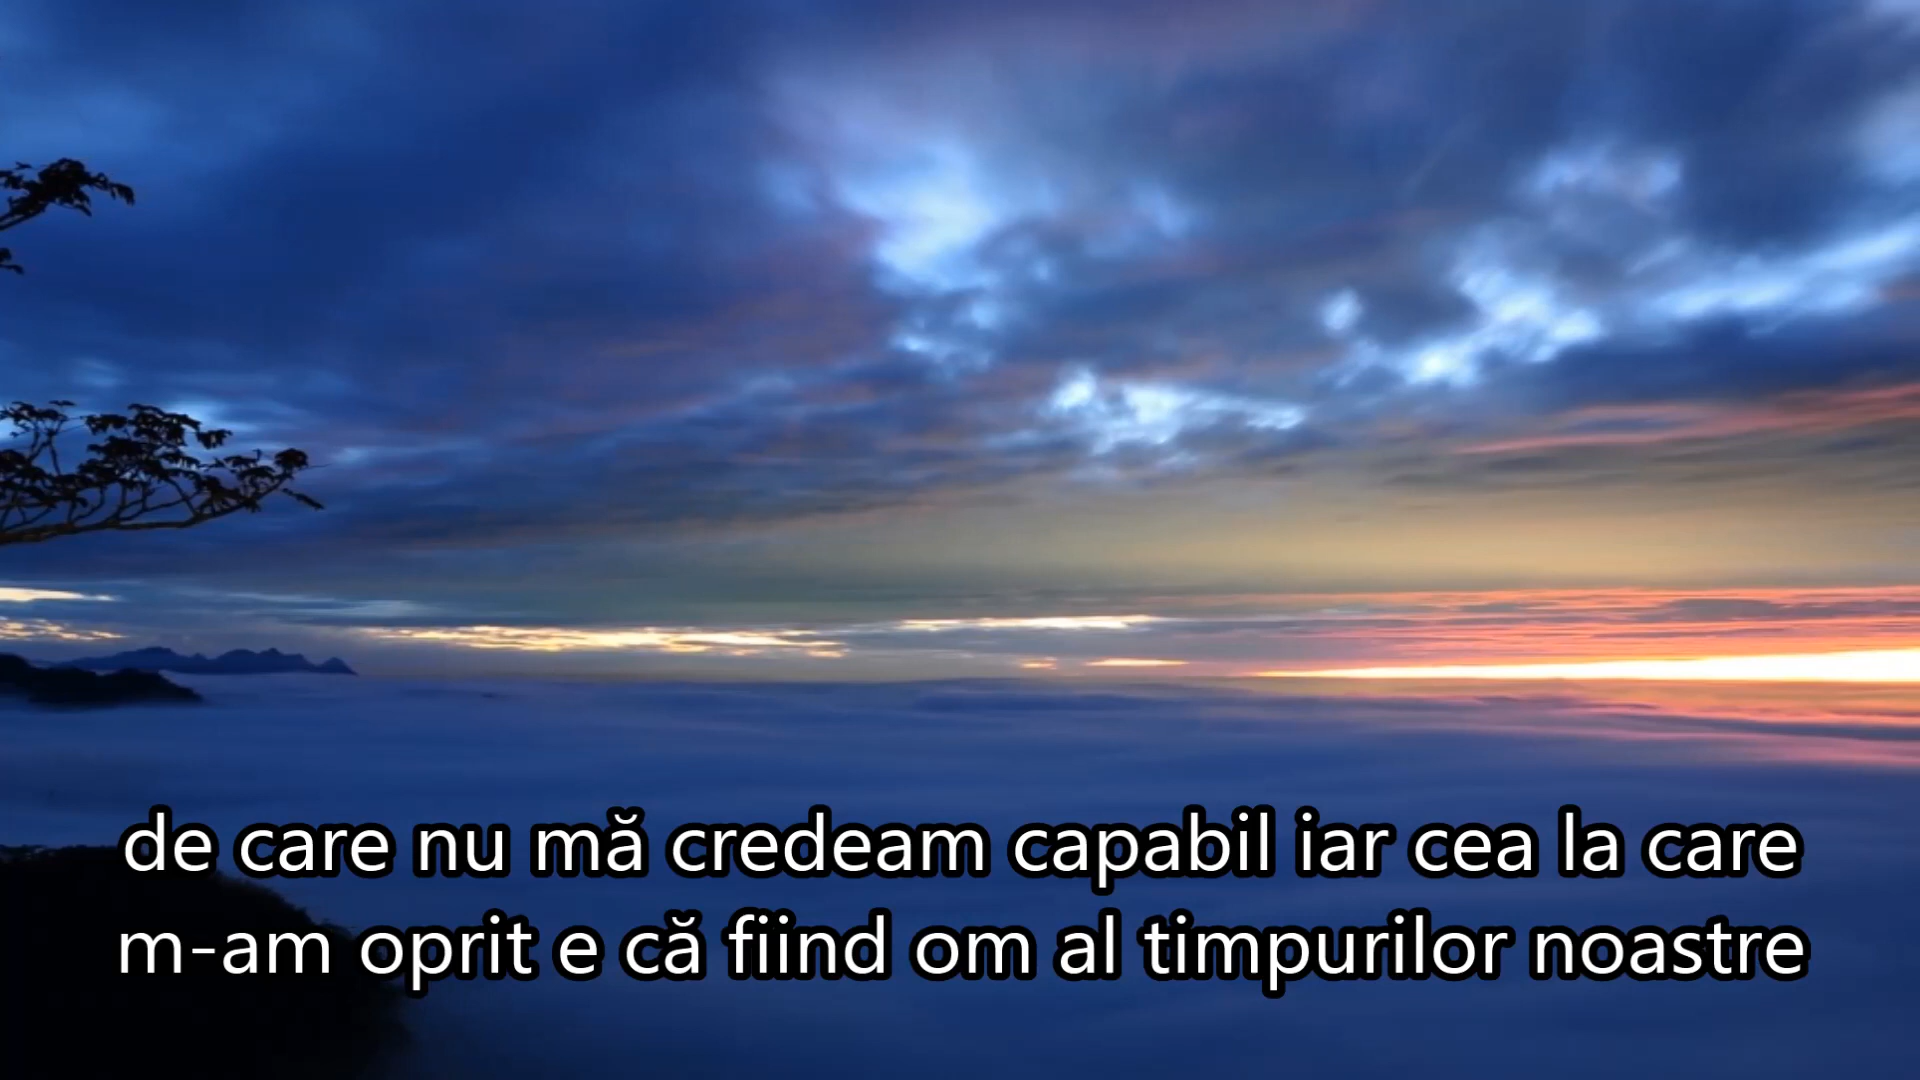 de care nu mă credeam capabil iar cea la care
m-am oprit e că fiind om al timpurilor noastre